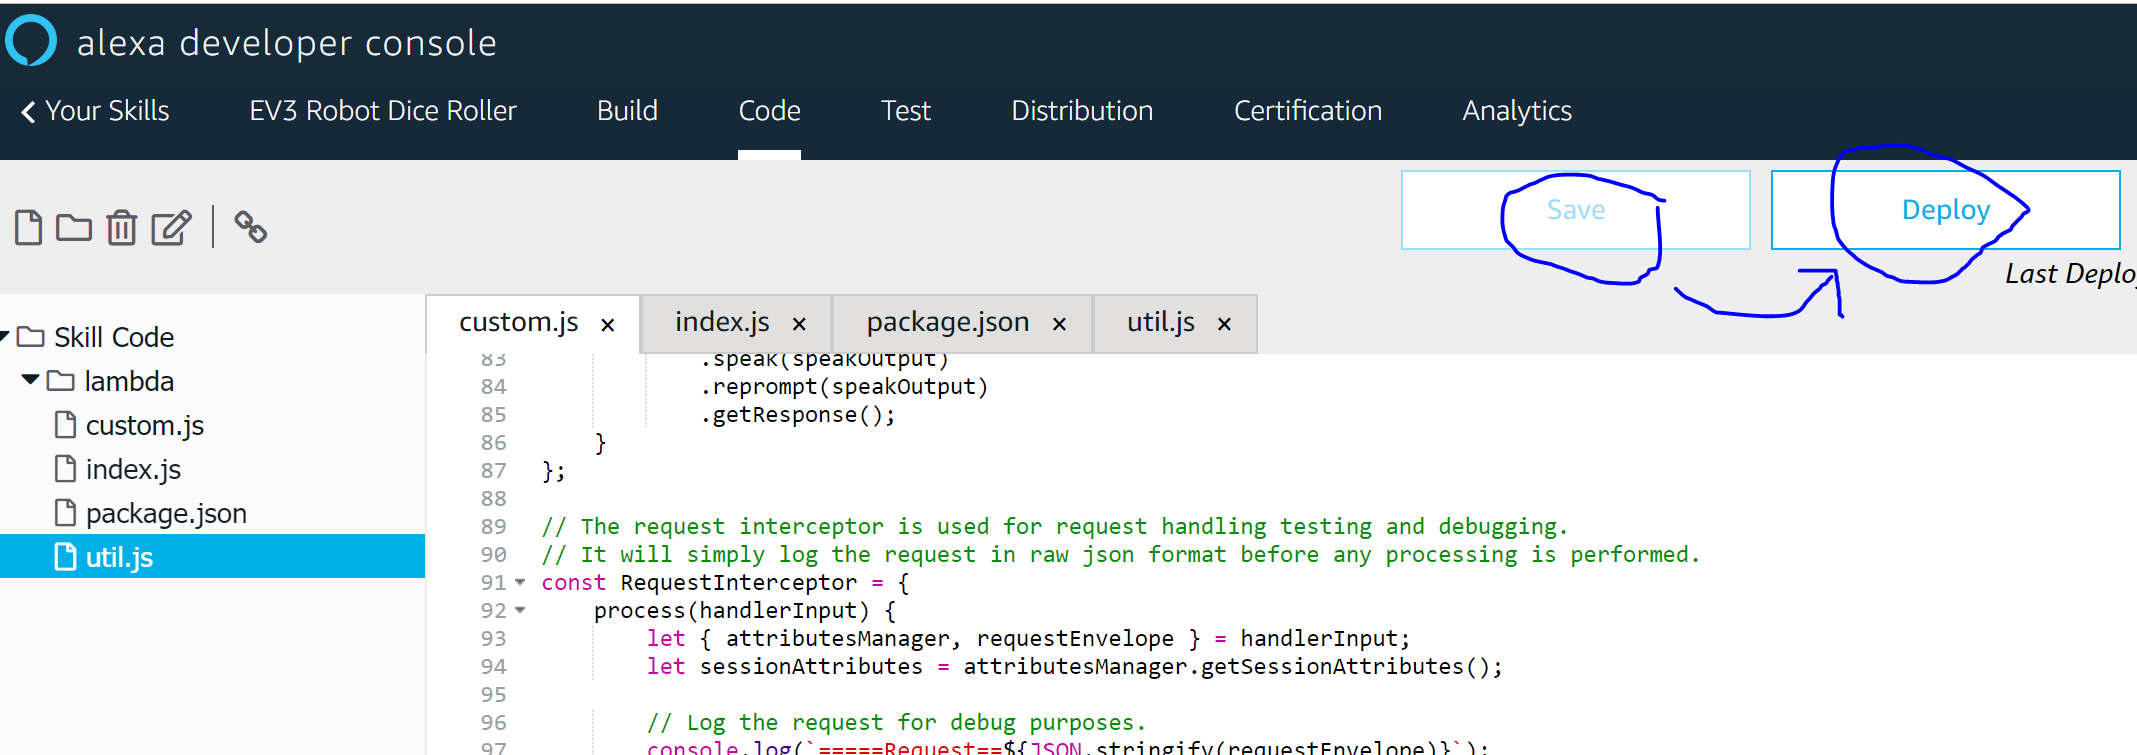 alexa developer console
Your Skills EV3 Robot Dice Roller Build Code Test Distribution Certification Analytics
Save Deploy
Last Deplo
custom.js × index.js × package.json × util.js ×
Skill Code
lambda
custom.js
index.js
package.json
util.js
83 .speak(speakOutput)
84 .reprompt(speakOutput)
85 .getResponse();
86 }
87 };
88
89 // The request interceptor is used for request handling testing and debugging.
90 // It will simply log the request in raw json format before any processing is performed.
91 const RequestInterceptor = {
92 process(handlerInput) {
93 let { attributesManager, requestEnvelope } = handlerInput;
94 let sessionAttributes = attributesManager.getSessionAttributes();
95
96 // Log the request for debug purposes.
97 console.log(`=====Request==${JSON.stringify(requestEnvelope)}`);